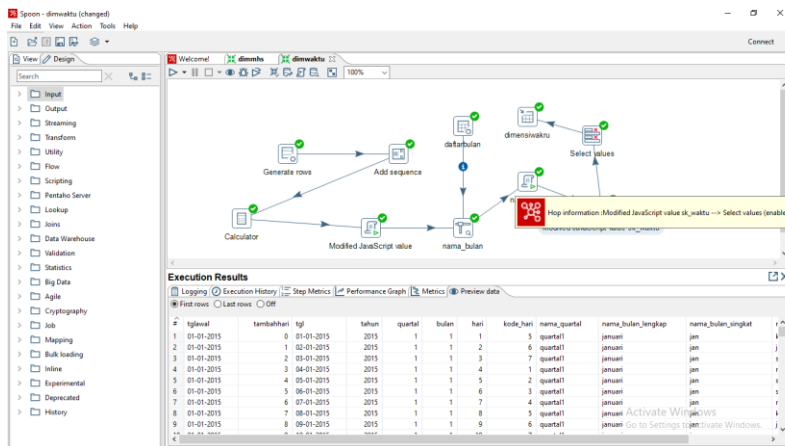 Spoon - dimwaktu (changed)
File Edit View Action Tools Help
Connect
View Design
Search
Input
Output
Streaming
Transform
Utility
Flow
Scripting
Pentaho Server
Lookup
Joins
Data Warehouse
Validation
Statistics
Big Data
Agile
Cryptography
Job
Mapping
Bulk loading
Inline
Experimental
Deprecated
History
Welcome! dimmhs dimwaktu
100%
Generate rows
Add sequence
daftarbulan
dimensiwakru
Select values
Calculator
Modified JavaScript value
nama_bulan
Hop information :Modified JavaScript value sk_waktu --> Select values (enable
Execution Results
Logging Execution History Step Metrics Performance Graph Metrics Preview data
First rows Last rows Off
# tglawal tambahhari tgl tahun quartal bulan hari kode_hari nama_quartal nama_bulan_lengkap nama_bulan_singkat
1 01-01-2015 0 01-01-2015 2015 1 1 1 5 quartal1 januari jan
2 01-01-2015 1 02-01-2015 2015 1 1 2 6 quartal1 januari jan
3 01-01-2015 2 03-01-2015 2015 1 1 3 7 quartal1 januari jan
4 01-01-2015 3 04-01-2015 2015 1 1 4 1 quartal1 januari jan
5 01-01-2015 4 05-01-2015 2015 1 1 5 2 quartal1 januari jan
6 01-01-2015 5 06-01-2015 2015 1 1 6 3 quartal1 januari jan
7 01-01-2015 6 07-01-2015 2015 1 1 7 4 quartal1 januari jan
8 01-01-2015 7 08-01-2015 2015 1 1 8 5 quartal1 januari jan
9 01-01-2015 8 09-01-2015 2015 1 1 9 6 quartal1 januari jan
Activate Windows
Go to Settings to activate Windows.